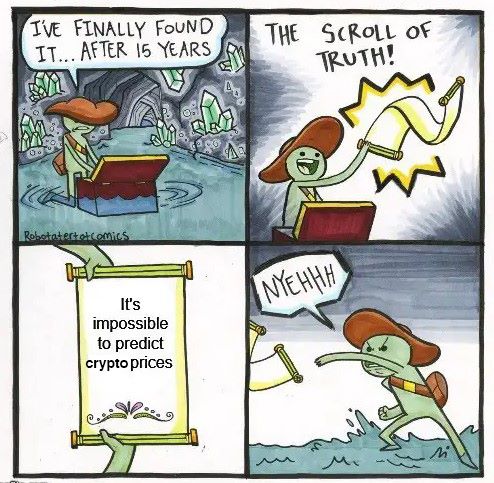 I'VE FINALLY FOUND
IT... AFTER 15 YEARS
THE SCROLL OF
TRUTH!
Robotatertotcomics
It's
impossible
to predict
crypto prices
NYEHHH